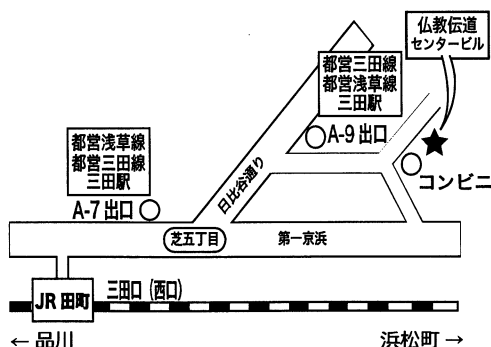 仏教伝道
センタービル
都営三田線
都営浅草線
三田駅
A-9 出口
都営浅草線
都営三田線
三田駅
A-7 出口
日比谷通り
コンビニ
芝五丁目
第一京浜
JR 田町
三田口（西口）
← 品川
浜松町 →